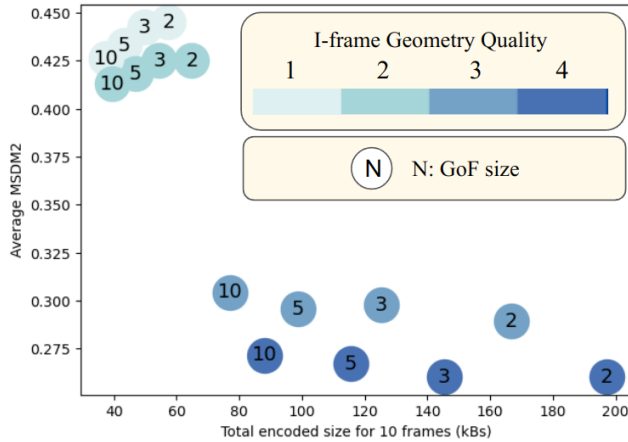 0.450
0.425
0.400
0.375
0.350
0.325
0.300
0.275
Average MSDM2
10 5 3 2
10 5 3 2
I-frame Geometry Quality
1 2 3 4
N N: GoF size
10 5 3 2
10 5 3 2
40 60 80 100 120 140 160 180 200
Total encoded size for 10 frames (kBs)